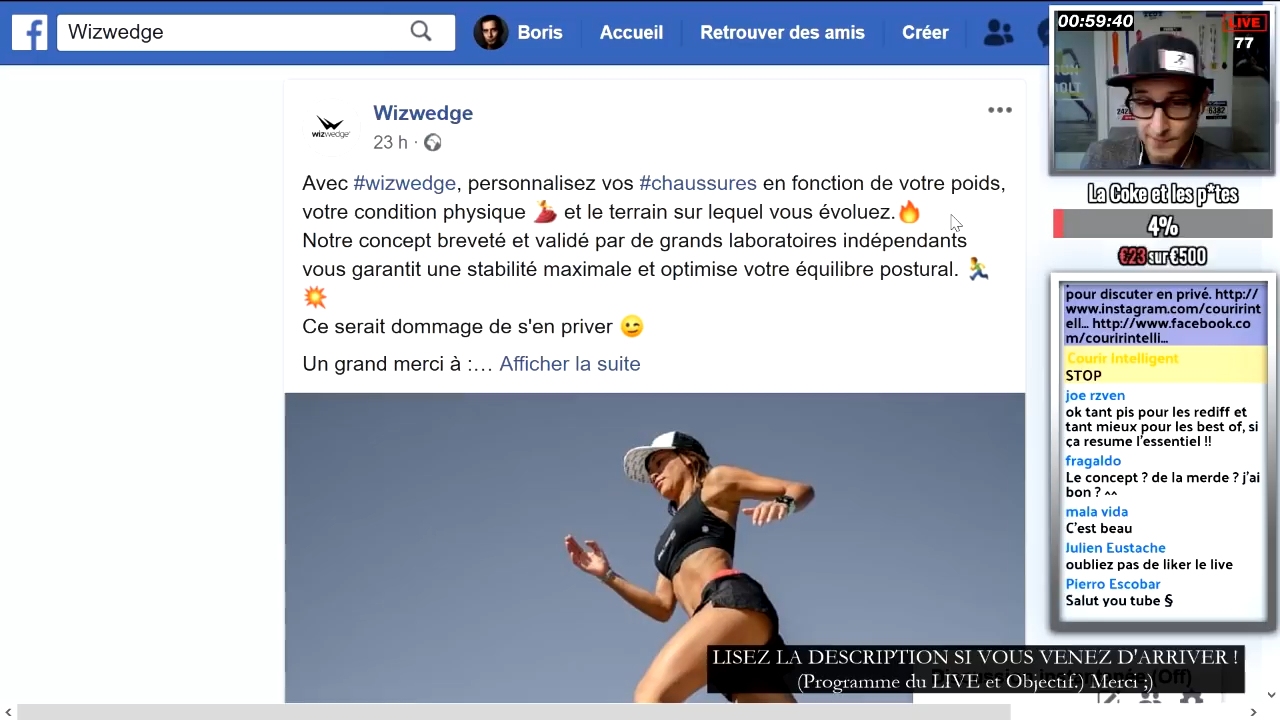 Wizwedge
Boris
Accueil
Retrouver des amis
Créer
Wizwedge
wizwedge
23 h ·
Avec #wizwedge, personnalisez vos #chaussures en fonction de votre poids,
votre condition physique 💃 et le terrain sur lequel vous évoluez.🔥
Notre concept breveté et validé par de grands laboratoires indépendants
vous garantit une stabilité maximale et optimise votre équilibre postural. 🏃‍♂️
💥
Ce serait dommage de s'en priver 😉
Un grand merci à :… Afficher la suite
00:59:40
LIVE
77
La Coke et les p*tes
4%
€23 sur €500
pour discuter en privé. http://
www.instagram.com/courirint
ell... http://www.facebook.co
m/couririntelli...
Courir Intelligent
STOP
joe rzven
ok tant pis pour les rediff et
tant mieux pour les best of, si
ça resume l'essentiel !!
fragaldo
Le concept ? de la merde ? j'ai
bon ? ^^
mala vida
C'est beau
Julien Eustache
oubliez pas de liker le live
Pierro Escobar
Salut you tube §
LISEZ LA DESCRIPTION SI VOUS VENEZ D'ARRIVER !
(Programme du LIVE et Objectif.) Merci ;)